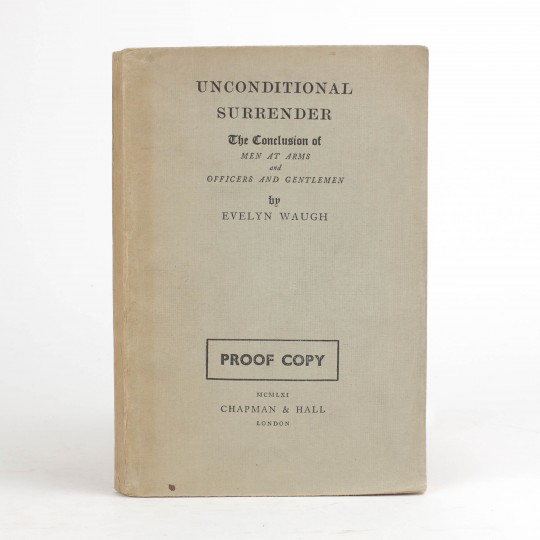 UNCONDITIONAL
SURRENDER
The Conclusion of
MEN AT ARMS
and
OFFICERS AND GENTLEMEN
by
EVELYN WAUGH
PROOF COPY
MCMLXI
CHAPMAN & HALL
LONDON